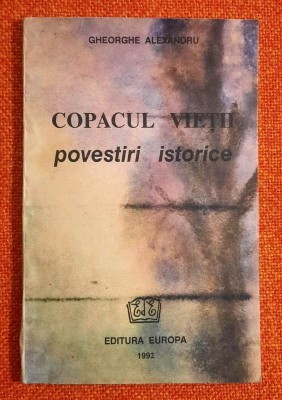 GHEORGHE ALEXANDRU
COPACUL VIEȚII
povestiri istorice
EDITURA EUROPA
1992